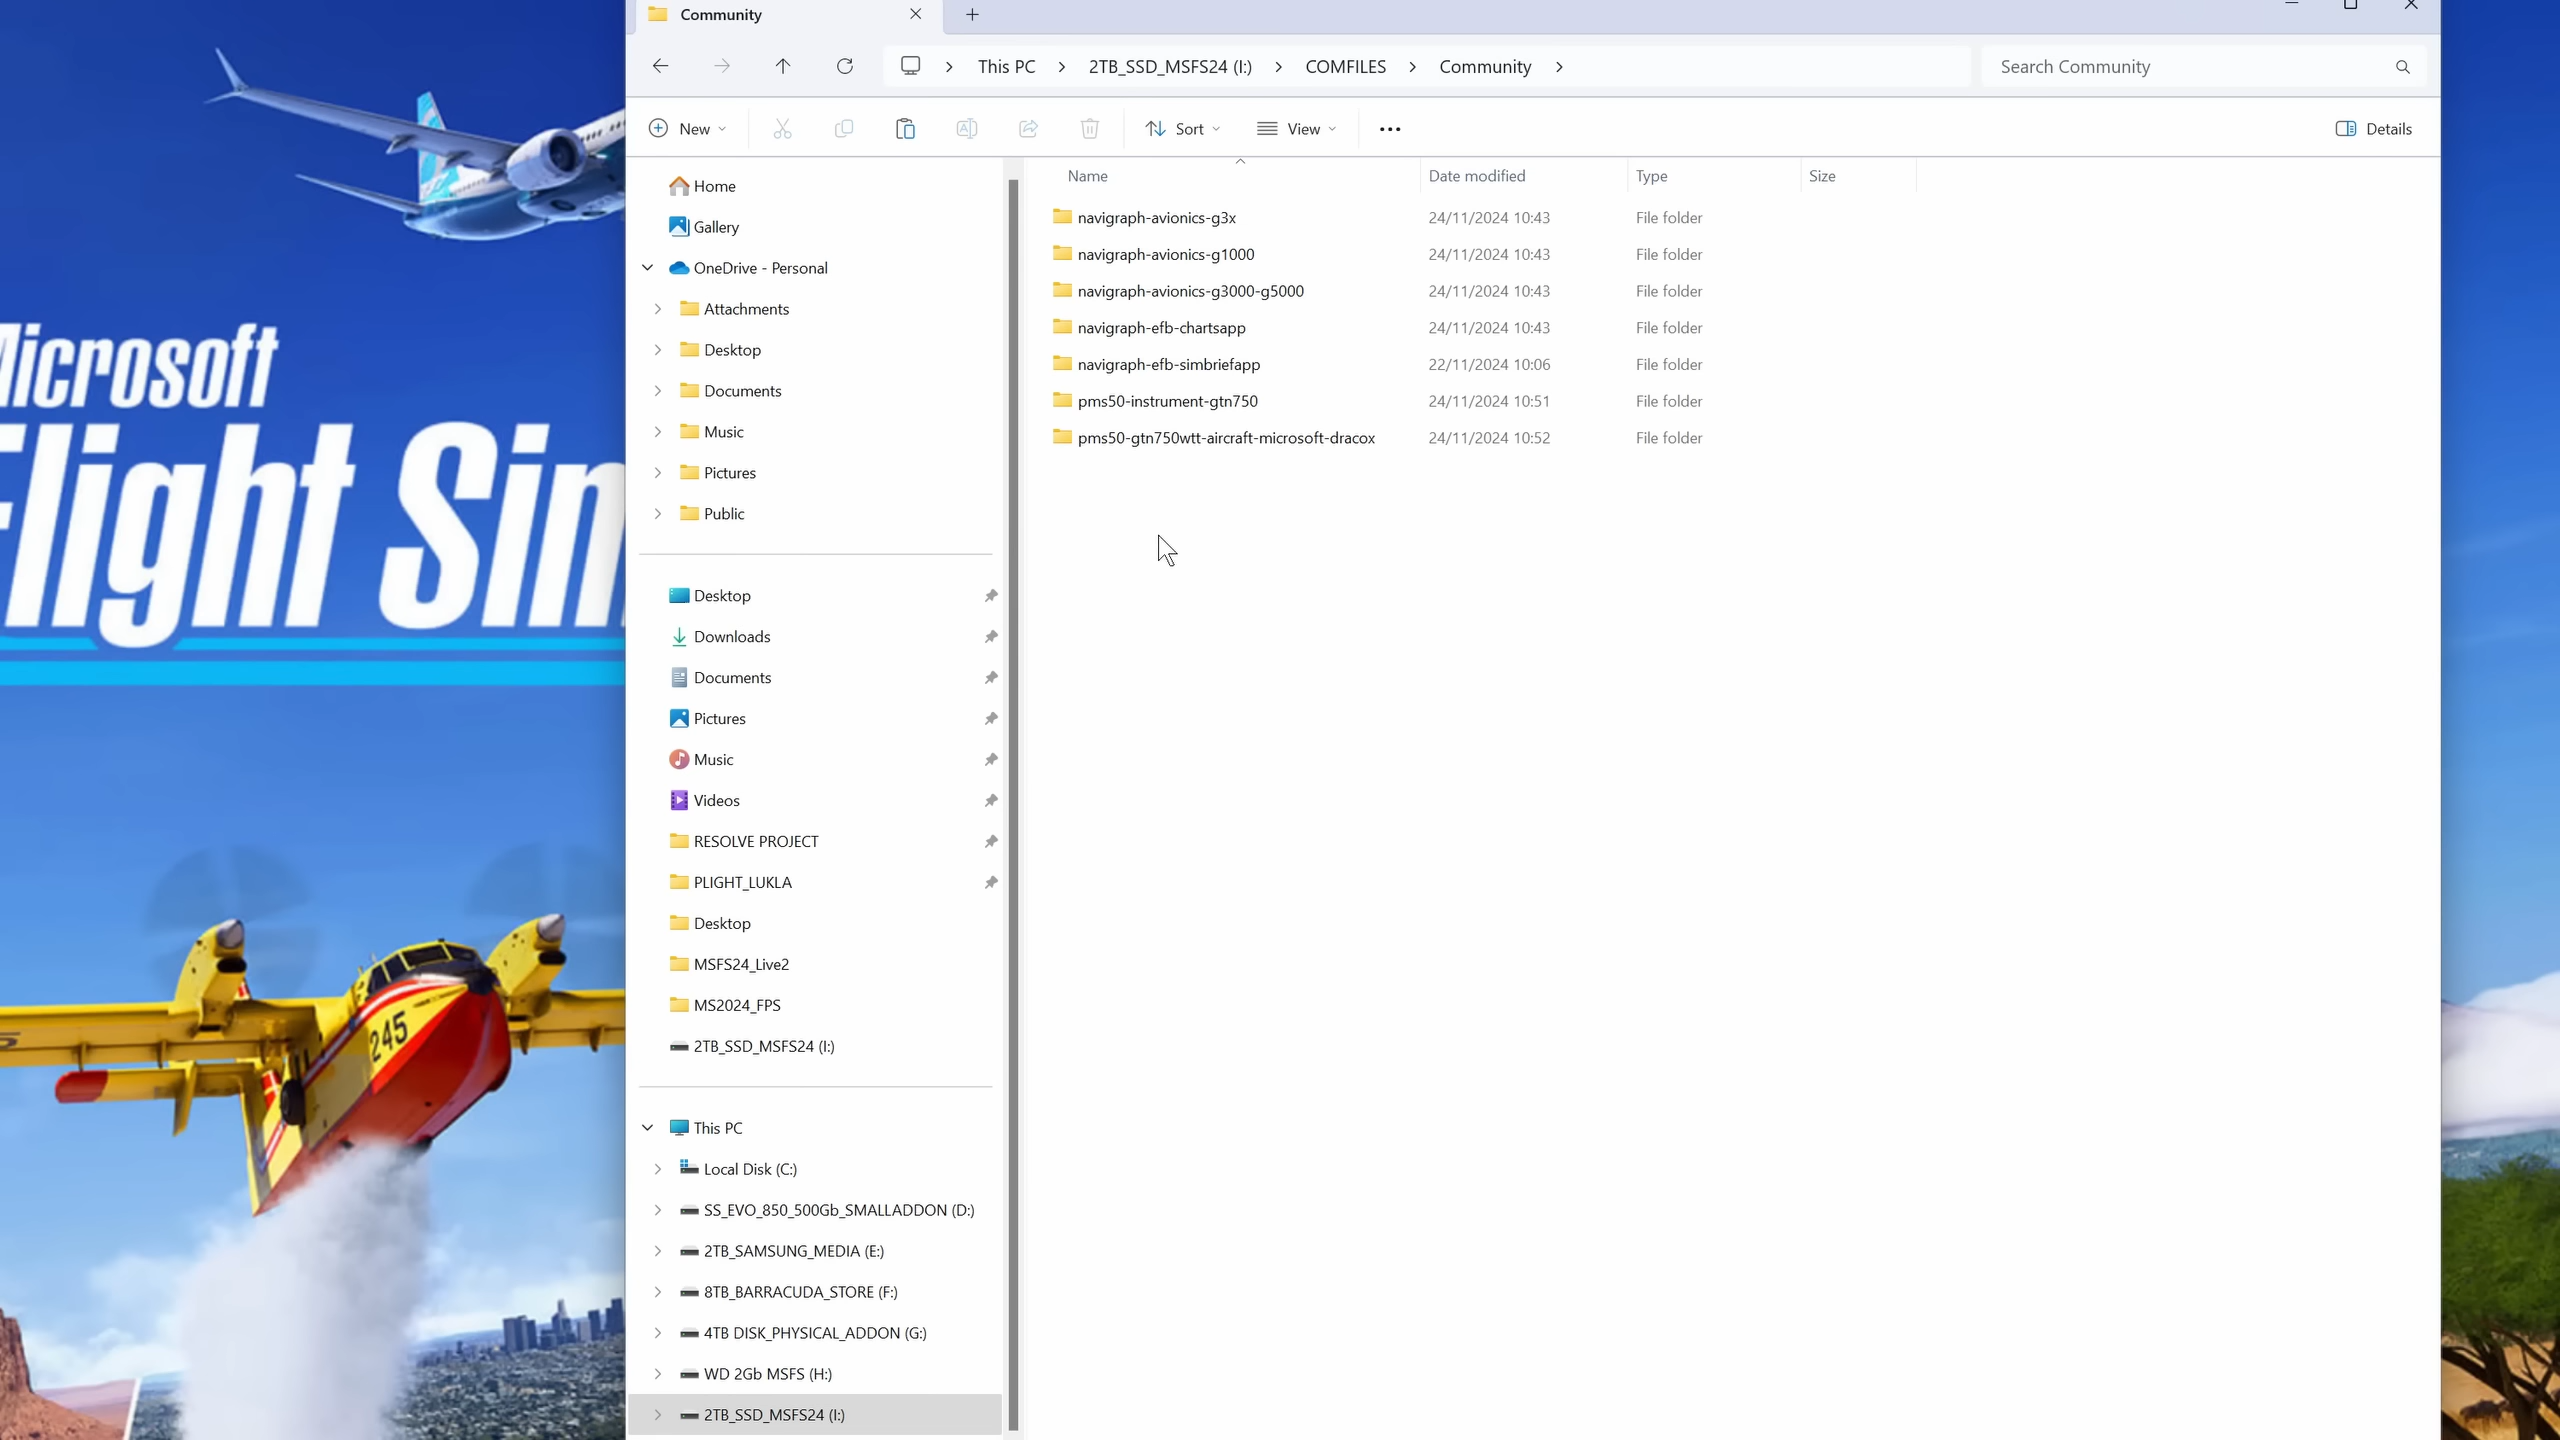 Community
This PC
2TB_SSD_MSFS24 (I:)
COMFILES
Community
Search Community
New
Sort
View
Details
Home
Gallery
OneDrive - Personal
Attachments
Desktop
Documents
Music
Pictures
Public
Desktop
Downloads
Documents
Pictures
Music
Videos
RESOLVE PROJECT
PLIGHT_LUKLA
Desktop
MSFS24_Live2
MS2024_FPS
2TB_SSD_MSFS24 (I:)
This PC
Local Disk (C:)
SS_EVO_850_500Gb_SMALLADDON (D:)
2TB_SAMSUNG_MEDIA (E:)
8TB_BARRACUDA_STORE (F:)
4TB DISK_PHYSICAL_ADDON (G:)
WD 2Gb MSFS (H:)
2TB_SSD_MSFS24 (I:)
Name Date modified Type Size
navigraph-avionics-g3x 24/11/2024 10:43 File folder
navigraph-avionics-g1000 24/11/2024 10:43 File folder
navigraph-avionics-g3000-g5000 24/11/2024 10:43 File folder
navigraph-efb-chartsapp 24/11/2024 10:43 File folder
navigraph-efb-simbriefapp 22/11/2024 10:06 File folder
pms50-instrument-gtn750 24/11/2024 10:51 File folder
pms50-gtn750wtt-aircraft-microsoft-dracox 24/11/2024 10:52 File folder
Microsoft
Flight Sim
245